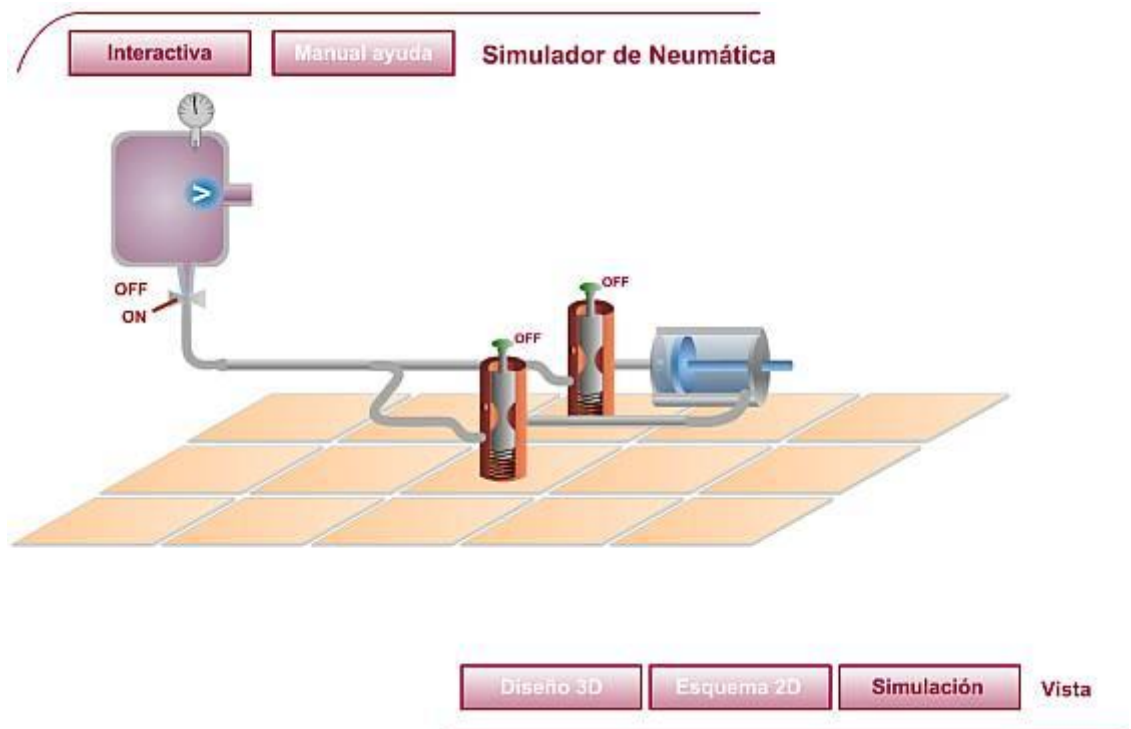 Interactiva
Manual ayuda
Simulador de Neumática
>
OFF
ON
OFF
OFF
Diseño 3D
Esquema 2D
Simulación
Vista